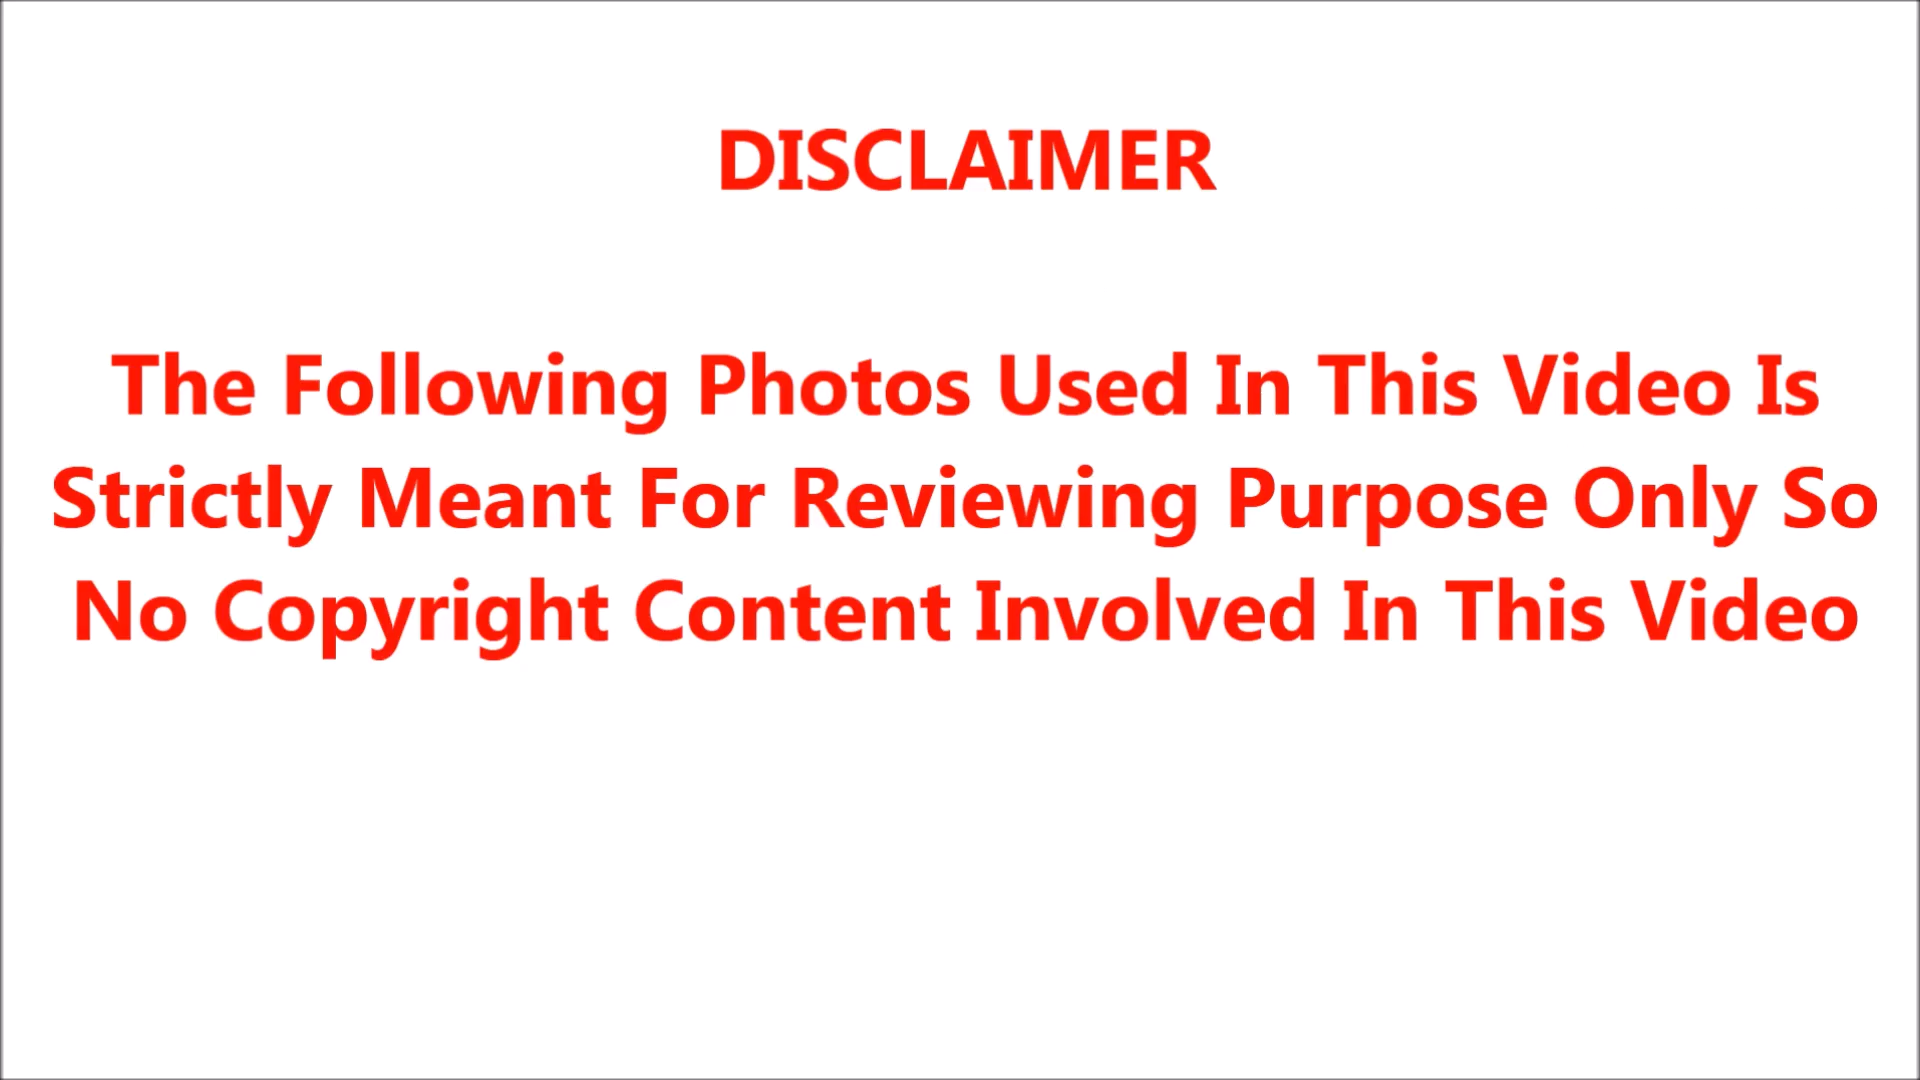 DISCLAIMER
The Following Photos Used In This Video Is
Strictly Meant For Reviewing Purpose Only So
No Copyright Content Involved In This Video